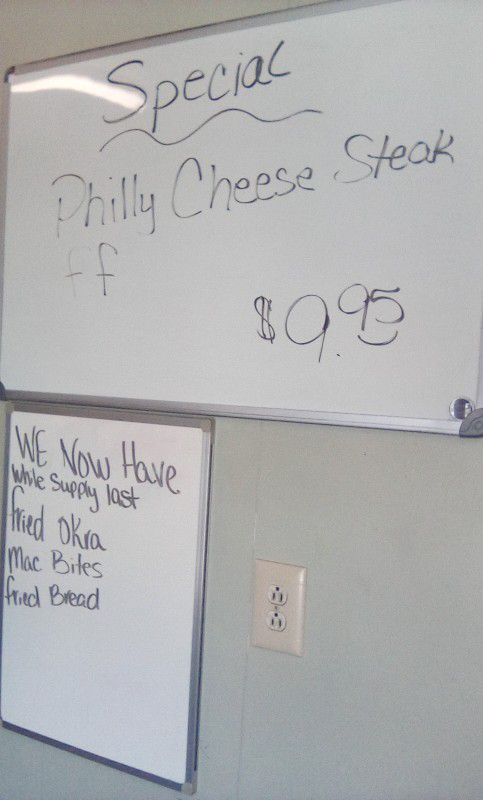 Special
Philly Cheese Steak
ff
$9.95
WE Now Have
While Supply last
fried Okra
Mac Bites
fried Bread